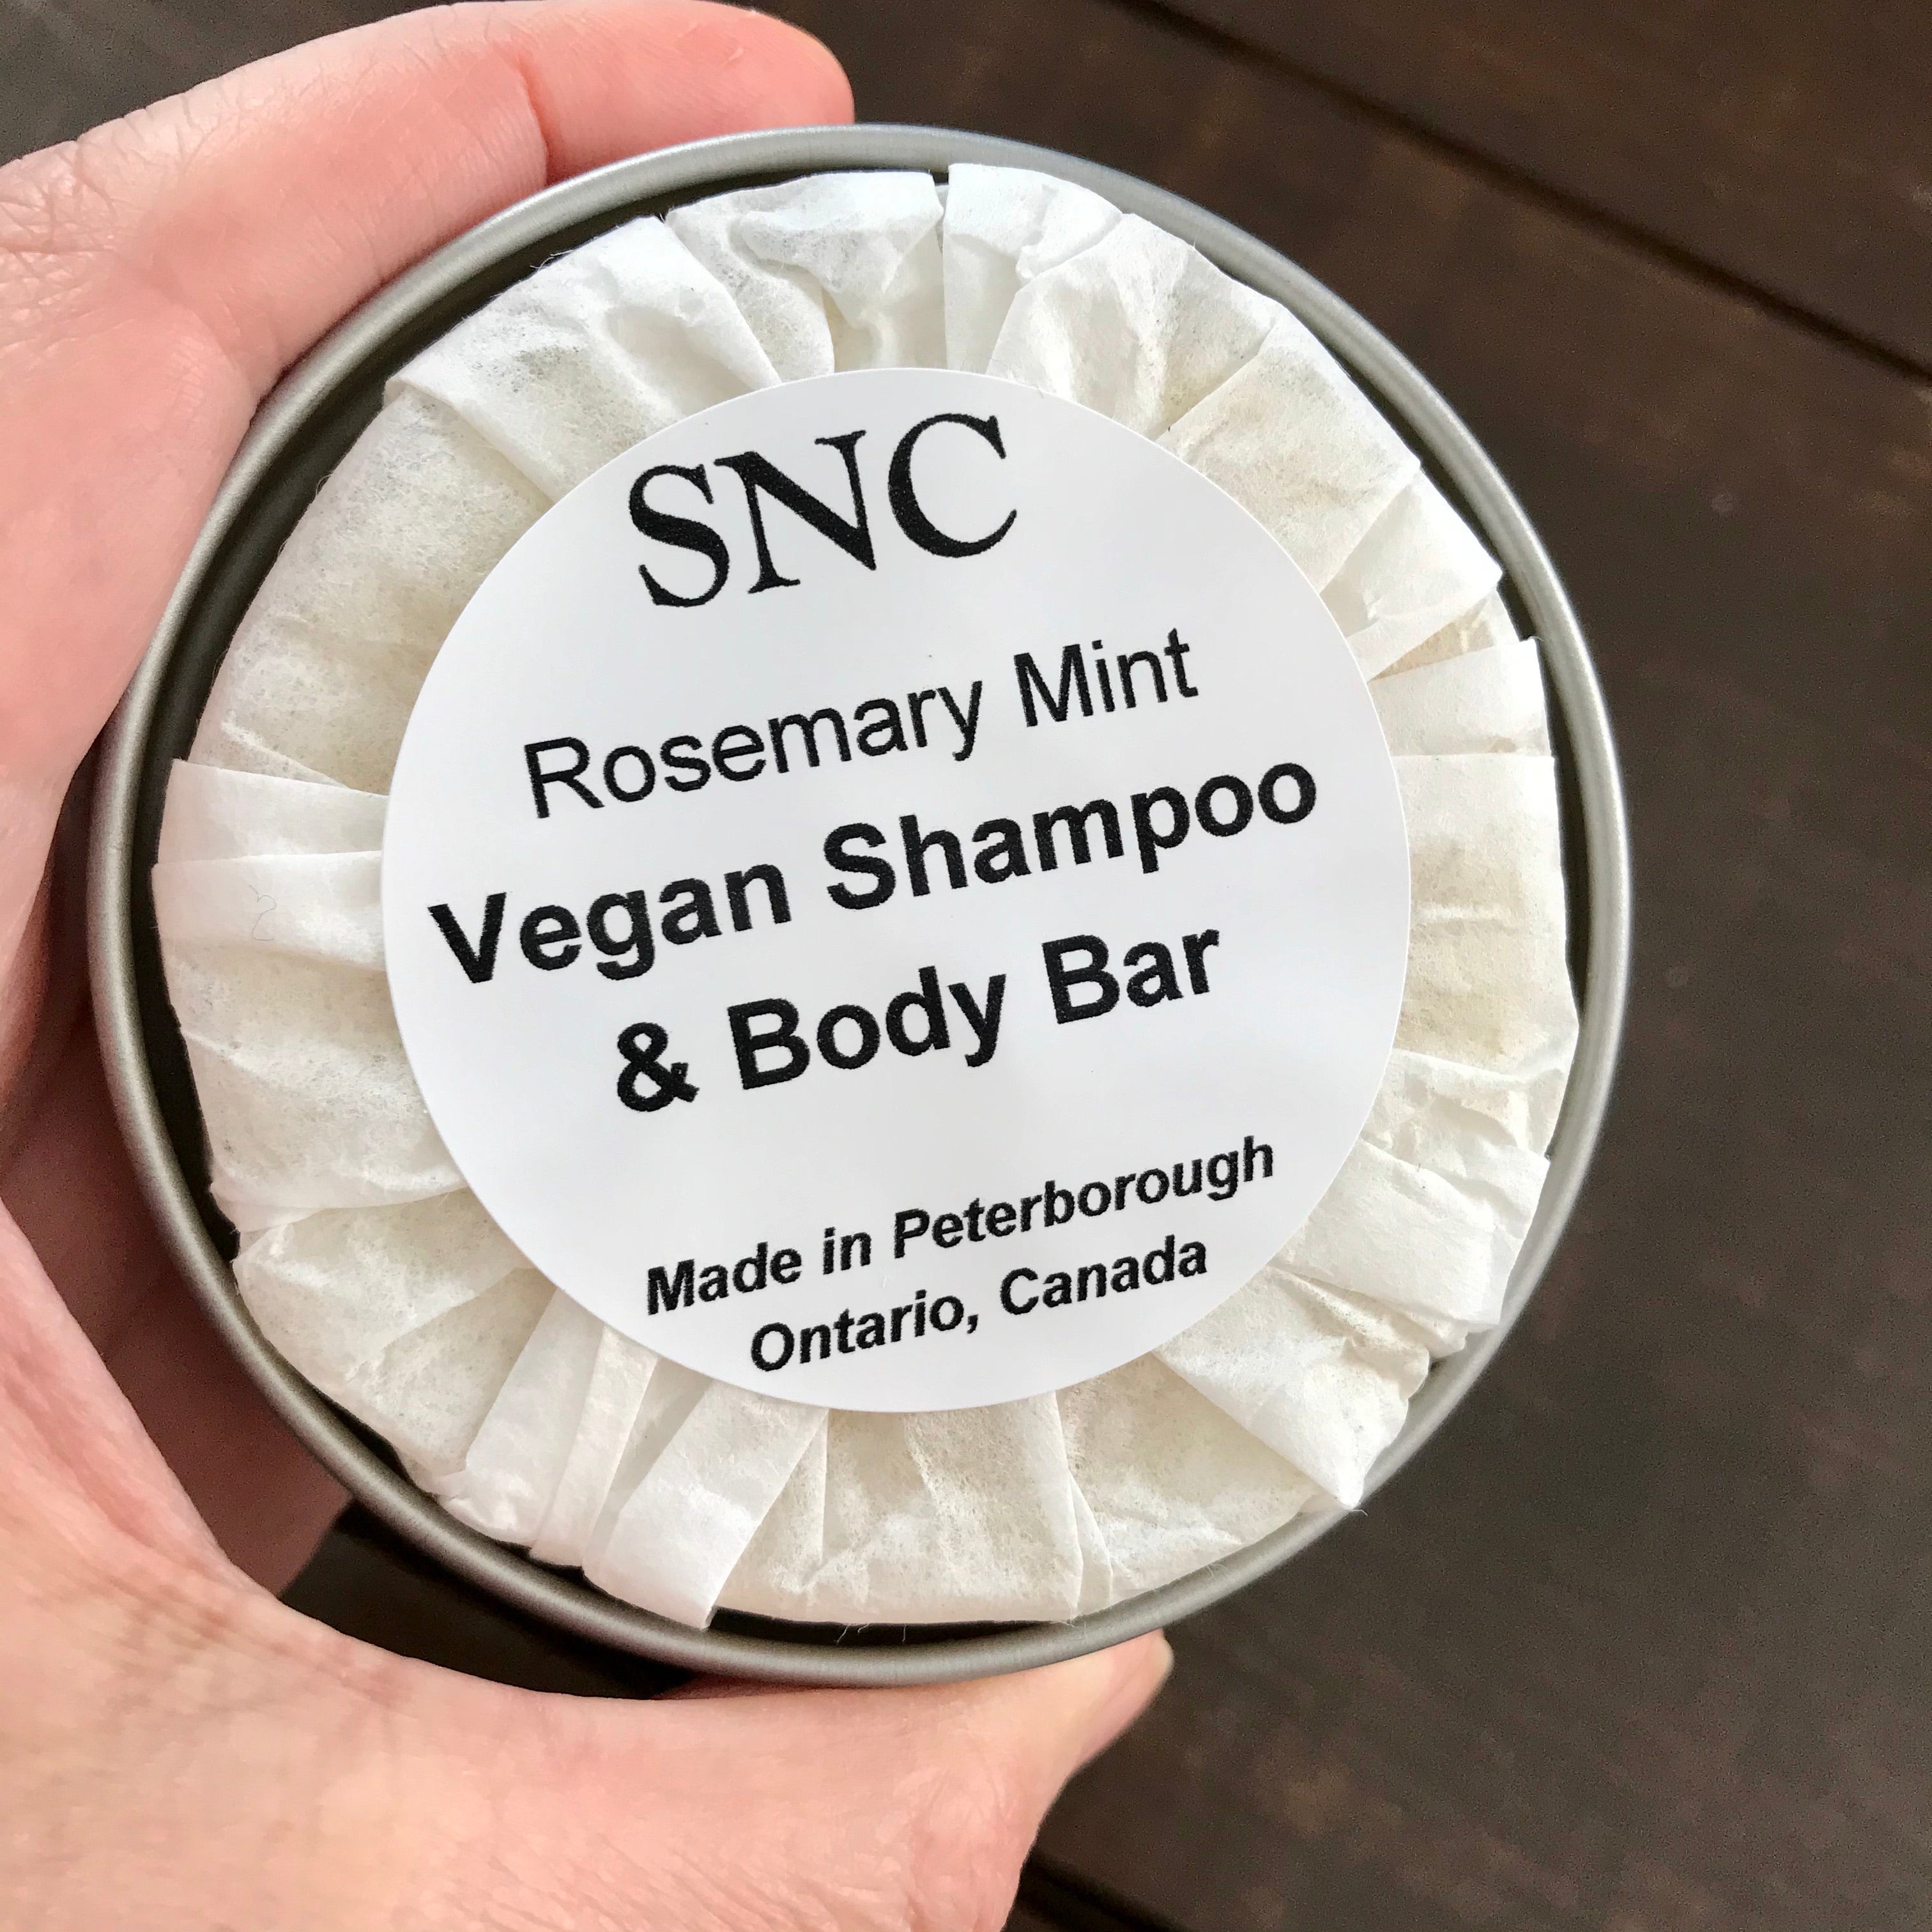 SNC
Rosemary Mint
Vegan Shampoo
& Body Bar
Made in Peterborough
Ontario, Canada